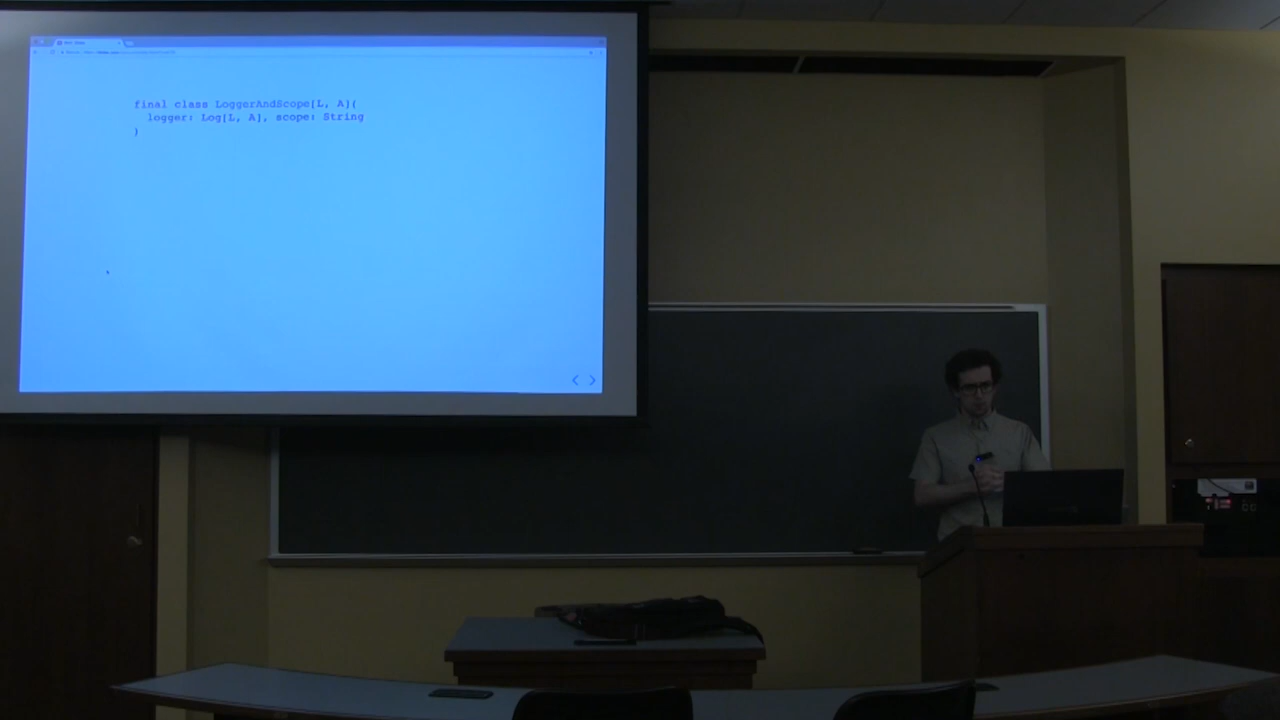 final class LoggerAndScope[L, A](
logger: Log[L, A], scope: String
)